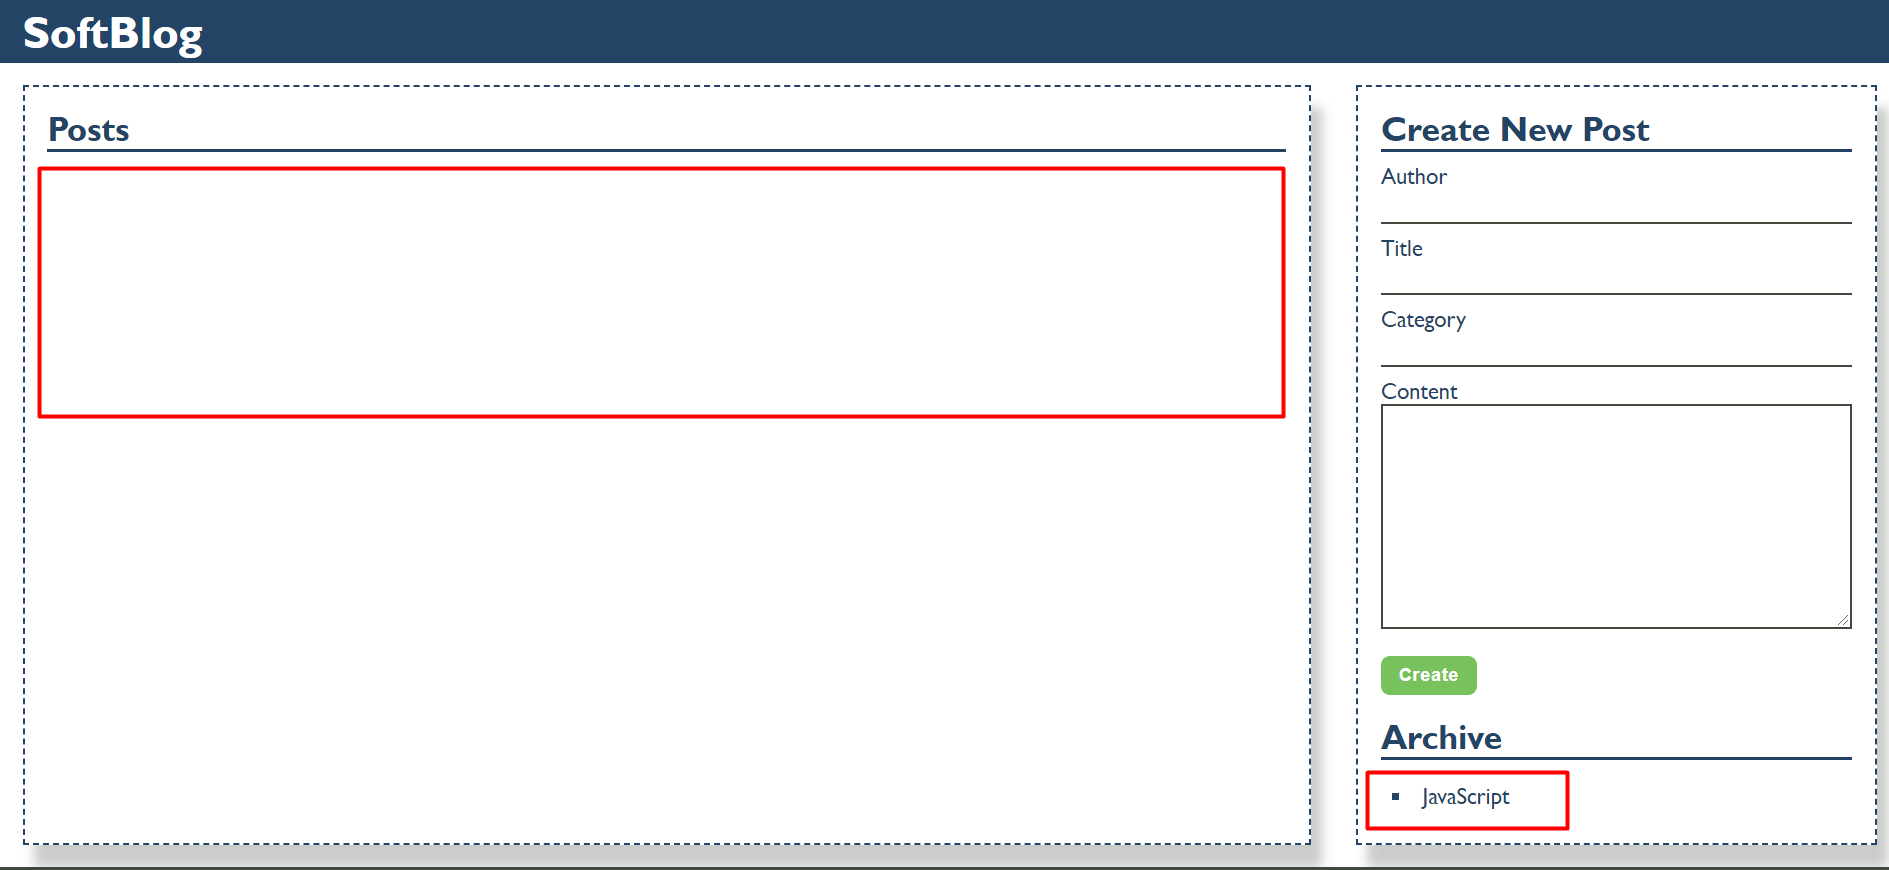 SoftBlog
Posts
Create New Post
Author
Title
Category
Content
Create
Archive
JavaScript